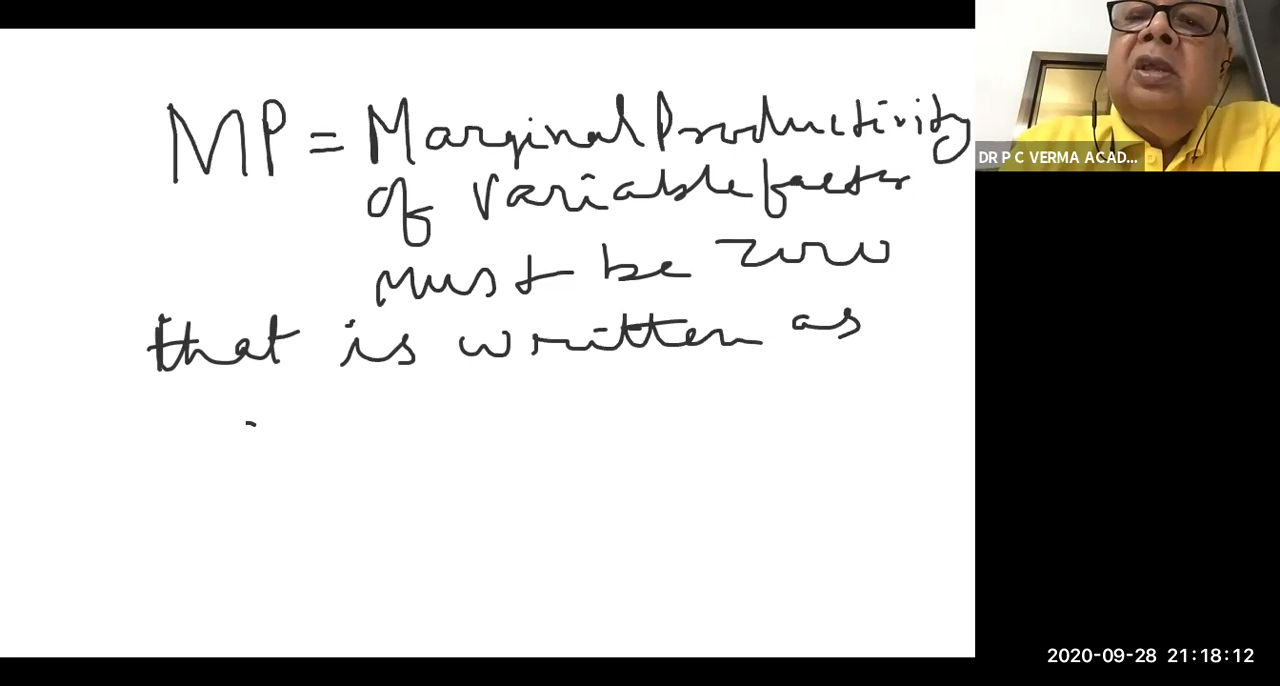 MP = Marginal Productivity
of variable factor
must be zero
that is written as
DR P C VERMA ACAD...
2020-09-28 21:18:12